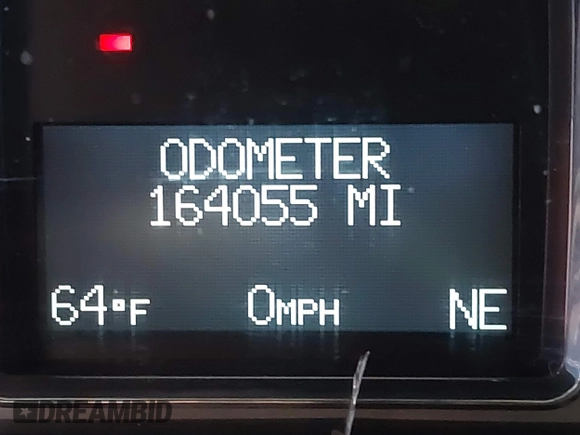 ODOMETER
164055 MI
64°F 0MPH NE
DREAMBID